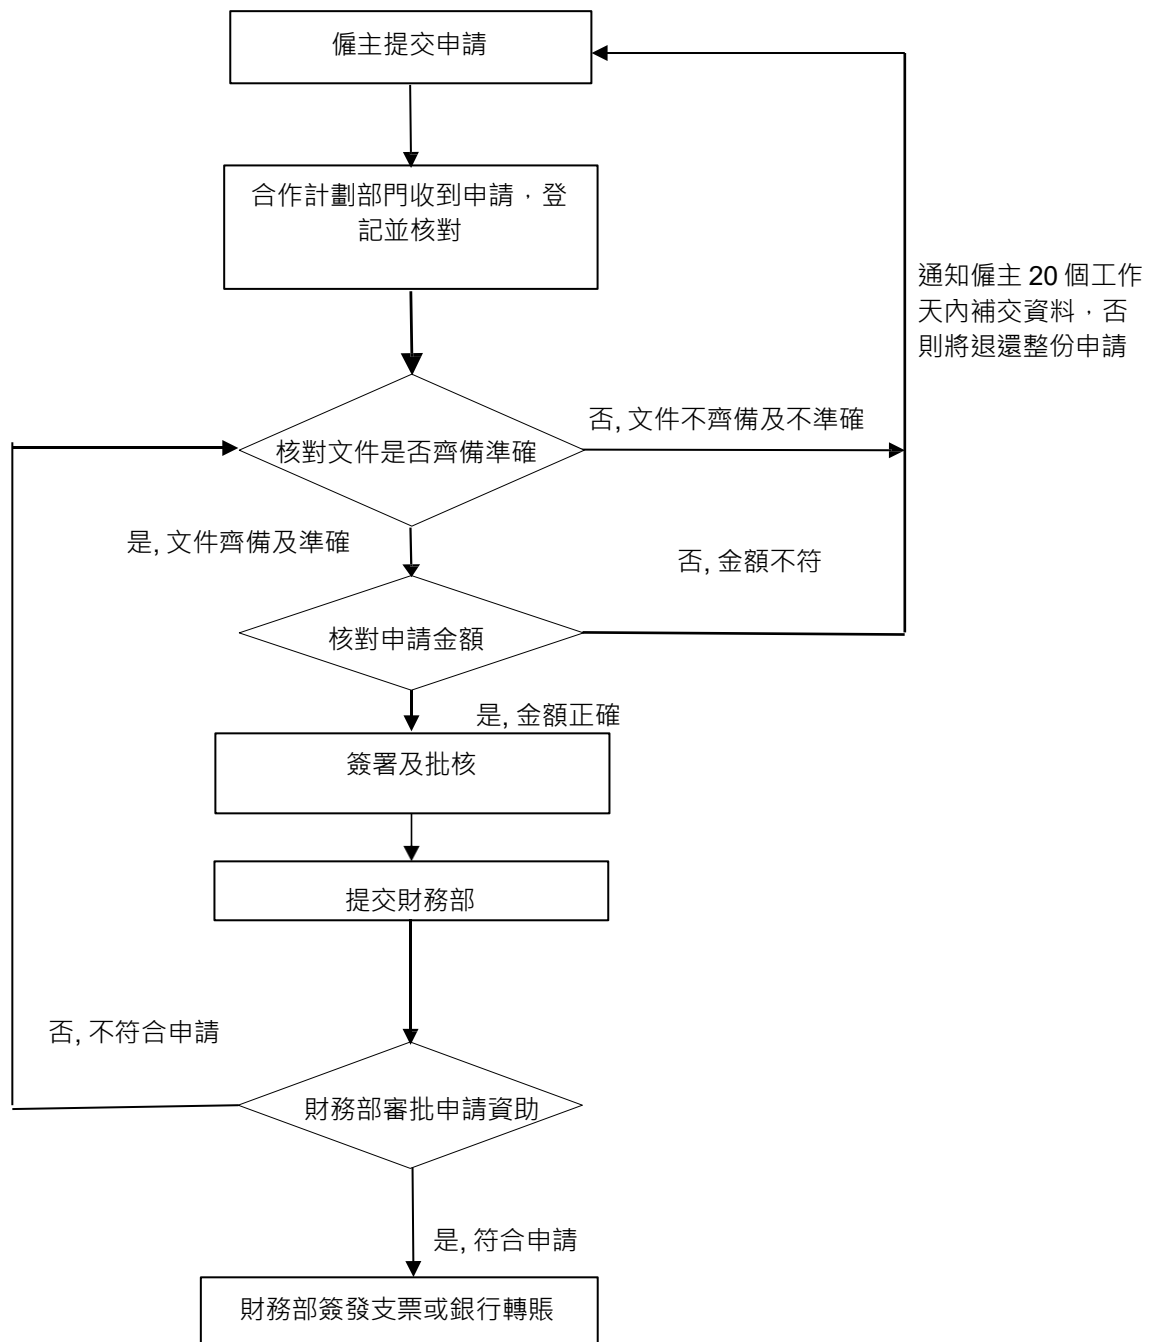 僱主提交申請
合作計劃部門收到申請，登
記並核對
通知僱主 20 個工作
天內補交資料，否
則將退還整份申請
否, 文件不齊備及不準確
核對文件是否齊備準確
是, 文件齊備及準確
否, 金額不符
核對申請金額
是, 金額正確
簽署及批核
提交財務部
否, 不符合申請
財務部審批申請資助
是, 符合申請
財務部簽發支票或銀行轉賬